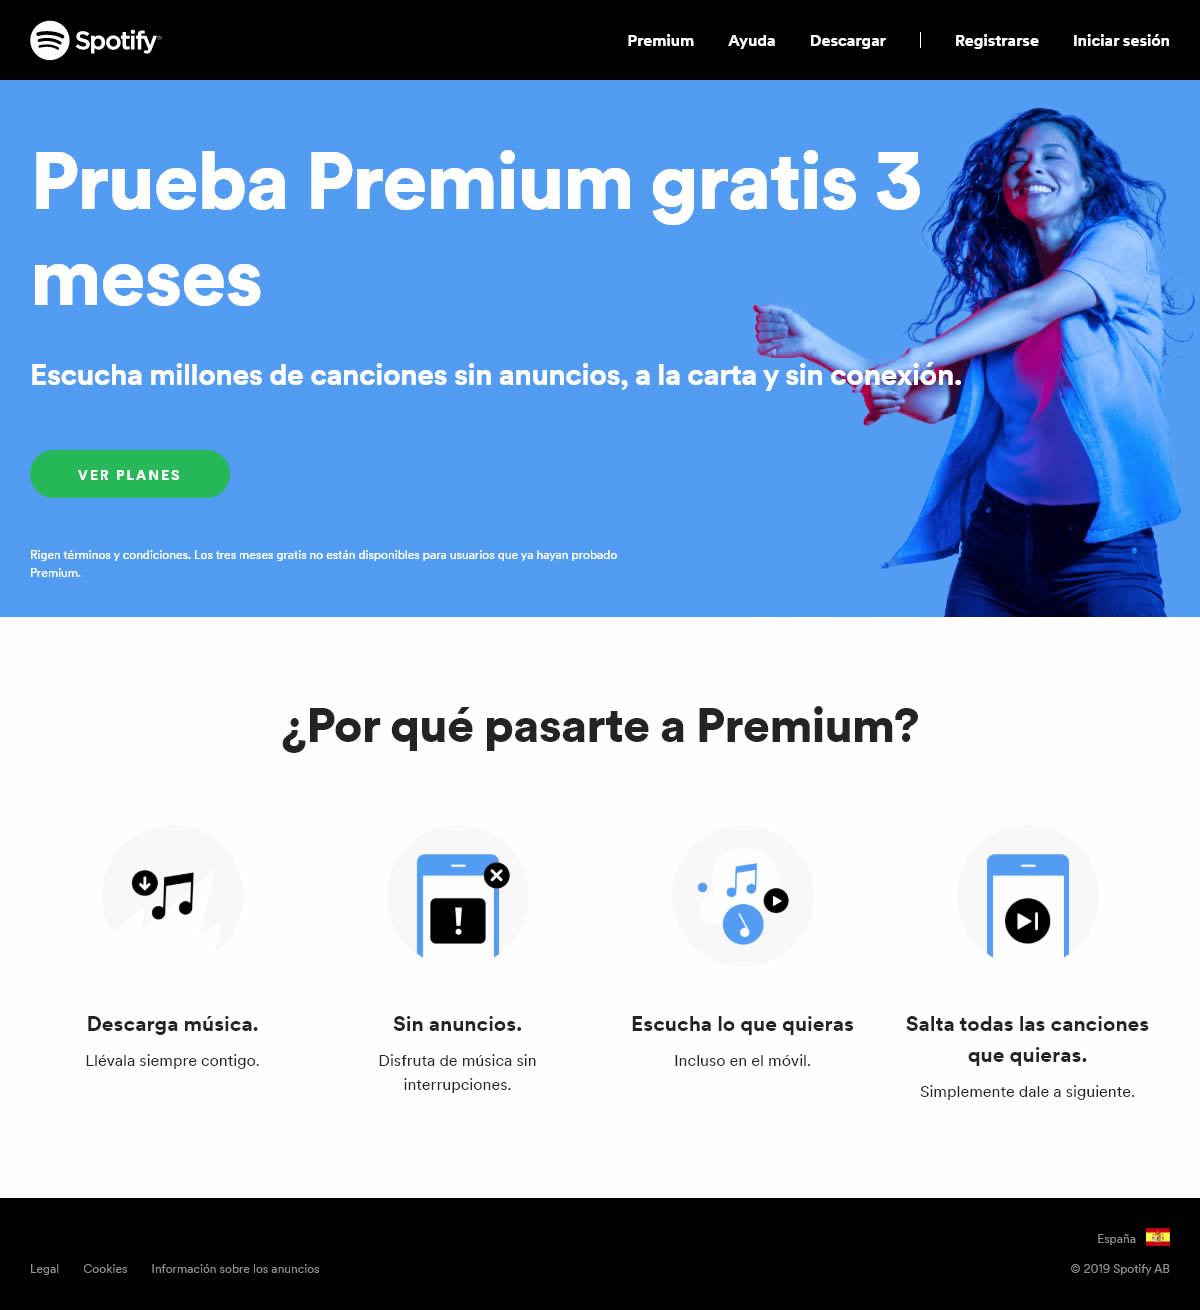 Spotify
Premium Ayuda Descargar Registrarse Iniciar sesión
Prueba Premium gratis 3
meses
Escucha millones de canciones sin anuncios, a la carta y sin conexión.
VER PLANES
Rigen términos y condiciones. Los tres meses gratis no están disponibles para usuarios que ya hayan probado
Premium.
¿Por qué pasarte a Premium?
Descarga música.
Llévala siempre contigo.
Sin anuncios.
Disfruta de música sin
interrupciones.
Escucha lo que quieras
Incluso en el móvil.
Salta todas las canciones
que quieras.
Simplemente dale a siguiente.
España
Legal Cookies Información sobre los anuncios
© 2019 Spotify AB